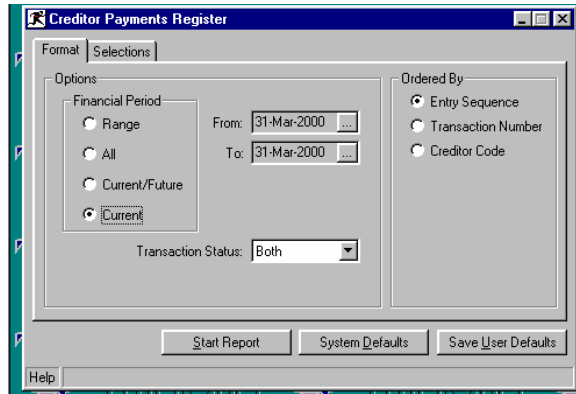 Creditor Payments Register
Format Selections
Options
Financial Period
Range
All
Current/Future
Current
From: 31-Mar-2000 ...
To: 31-Mar-2000 ...
Transaction Status: Both
Ordered By
Entry Sequence
Transaction Number
Creditor Code
Start Report System Defaults Save User Defaults
Help